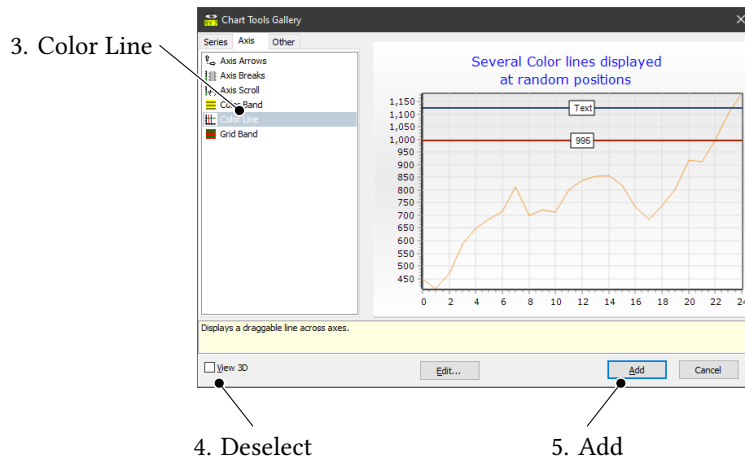 Chart Tools Gallery
3. Color Line
Series Axis Other
Axis Arrows
Axis Breaks
Axis Scroll
Color Band
Color Line
Grid Band
Several Color lines displayed
at random positions
1,150
1,100
1,050
1,000
950
900
850
800
750
700
650
600
550
500
450
Text
995
0 2 4 6 8 10 12 14 16 18 20 22 24
Displays a draggable line across axes.
View 3D
Edit...
Add
Cancel
4. Deselect
5. Add